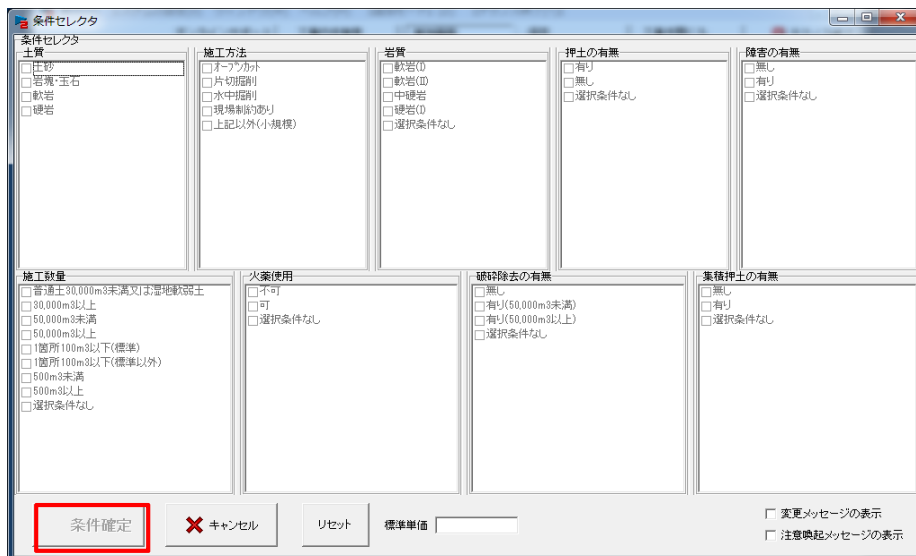 条件セレクタ
条件セレクタ
土質
土砂
岩塊・玉石
軟岩
硬岩
施工方法
オープンカット
片切掘削
水中掘削
現場制約あり
上記以外(小規模)
岩質
軟岩(I)
軟岩(II)
中硬岩
硬岩(I)
選択条件なし
押土の有無
有り
無し
選択条件なし
障害の有無
無し
有り
選択条件なし
施工数量
普通土30,000m3未満又は湿地軟弱土
30,000m3以上
50,000m3未満
50,000m3以上
1箇所100m3以下(標準)
1箇所100m3以下(標準以外)
500m3未満
500m3以上
選択条件なし
火薬使用
不可
可
選択条件なし
破砕除去の有無
無し
有り(50,000m3未満)
有り(50,000m3以上)
選択条件なし
集積押土の有無
無し
有り
選択条件なし
条件確定
キャンセル
リセット
標準単価
変更メッセージの表示
注意喚起メッセージの表示